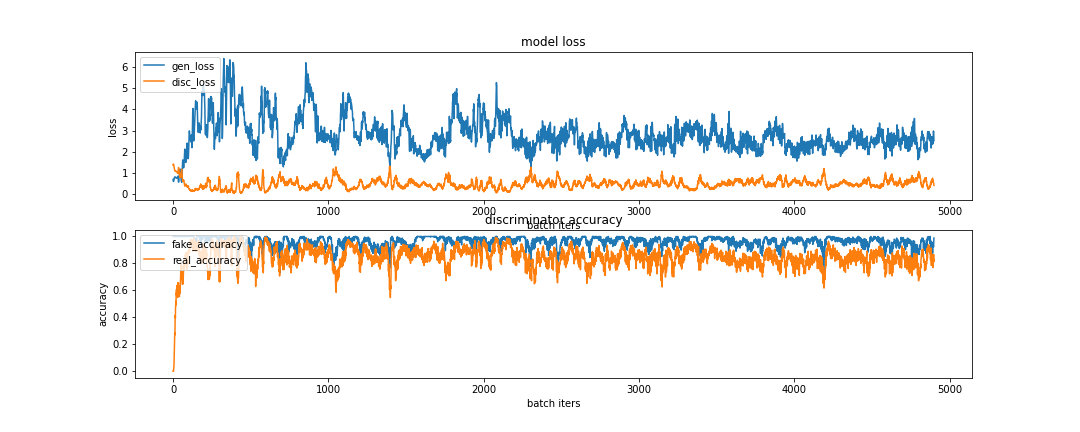 model loss
gen_loss
disc_loss
loss
6
5
4
3
2
1
0
0 1000 2000 3000 4000 5000
batch iters
discriminator accuracy
fake_accuracy
real_accuracy
accuracy
1.0
0.8
0.6
0.4
0.2
0.0
0 1000 2000 3000 4000 5000
batch iters